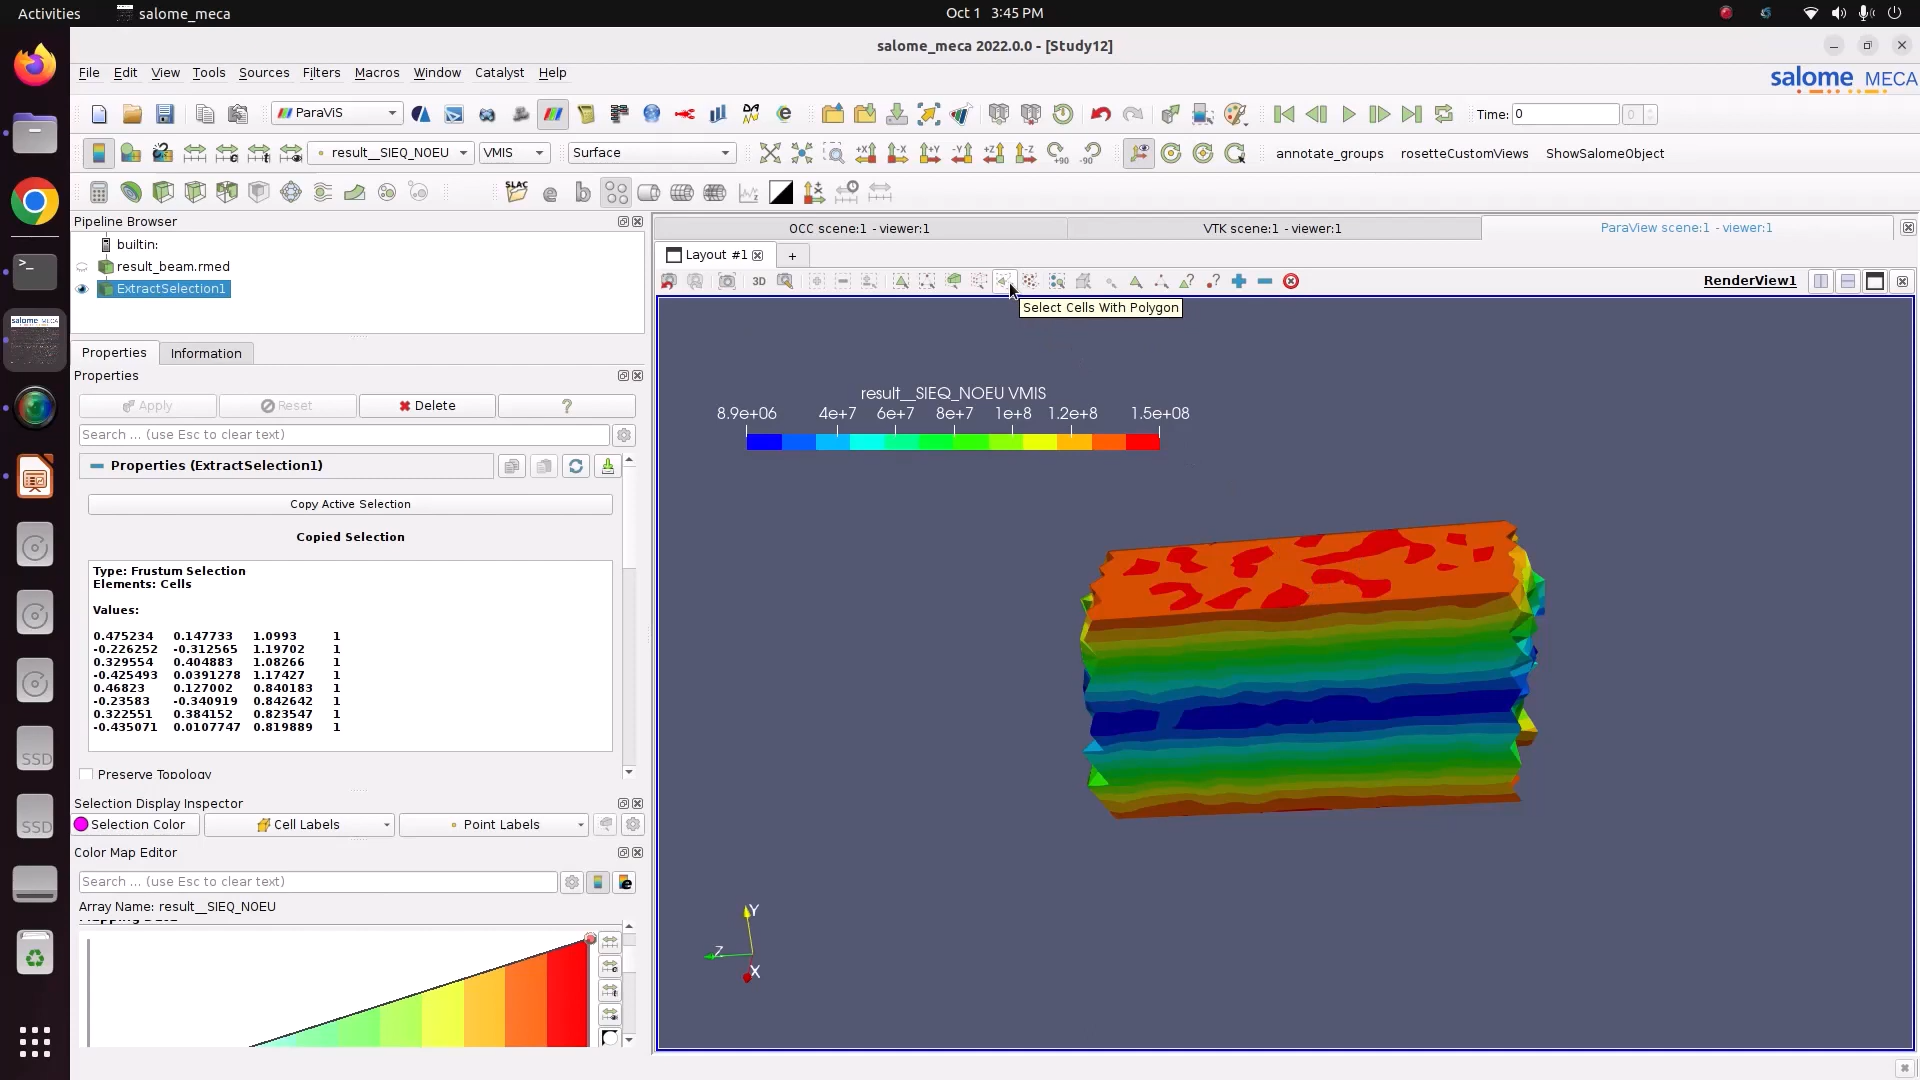 Activities
salome_meca
Oct 1 3:45 PM
salome_meca 2022.0.0 - [Study12]
File Edit View Tools Sources Filters Macros Window Catalyst Help
salome MECA
ParaViS
Time: 0
0
result__SIEQ_NOEU
VMIS
Surface
+X
-X
+Y
-Y
+Z
-Z
+90
-90
annotate_groups
rosetteCustomViews
ShowSalomeObject
SLAC
Pipeline Browser
builtin:
result_beam.rmed
ExtractSelection1
OCC scene:1 - viewer:1
VTK scene:1 - viewer:1
ParaView scene:1 - viewer:1
Layout #1
+
3D
RenderView1
Select Cells With Polygon
Properties
Information
Properties
Apply
Reset
Delete
?
Search ... (use Esc to clear text)
Properties (ExtractSelection1)
Copy Active Selection
Copied Selection
Type: Frustum Selection
Elements: Cells
Values:
0.475234 0.147733 1.0993 1
-0.226252 -0.312565 1.19702 1
0.329554 0.404883 1.08266 1
-0.425493 0.0391278 1.17427 1
0.46823 0.127002 0.840183 1
-0.23583 -0.340919 0.842642 1
0.322551 0.384152 0.823547 1
-0.435071 0.0107747 0.819889 1
Preserve Topology
Selection Display Inspector
Selection Color
Cell Labels
Point Labels
Color Map Editor
Search ... (use Esc to clear text)
Array Name: result__SIEQ_NOEU
Mapping Data
result__SIEQ_NOEU VMIS
8.9e+06 4e+7 6e+7 8e+7 1e+8 1.2e+8 1.5e+08
Y
Z
X
SSD
SSD